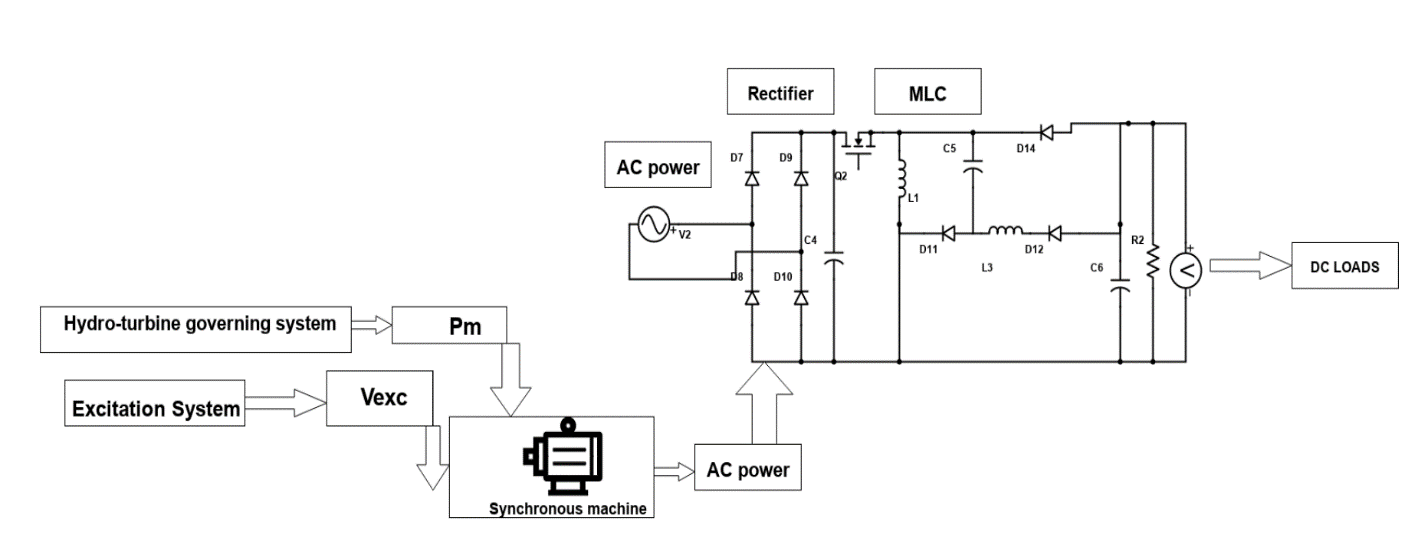 Rectifier
MLC
AC power
D7
D9
Q2
C5
D14
L1
+
V2
C4
D11
L3
D12
R2
+
V
-
C6
DC LOADS
D8
D10
Hydro-turbine governing system
Pm
Excitation System
Vexc
Synchronous machine
AC power